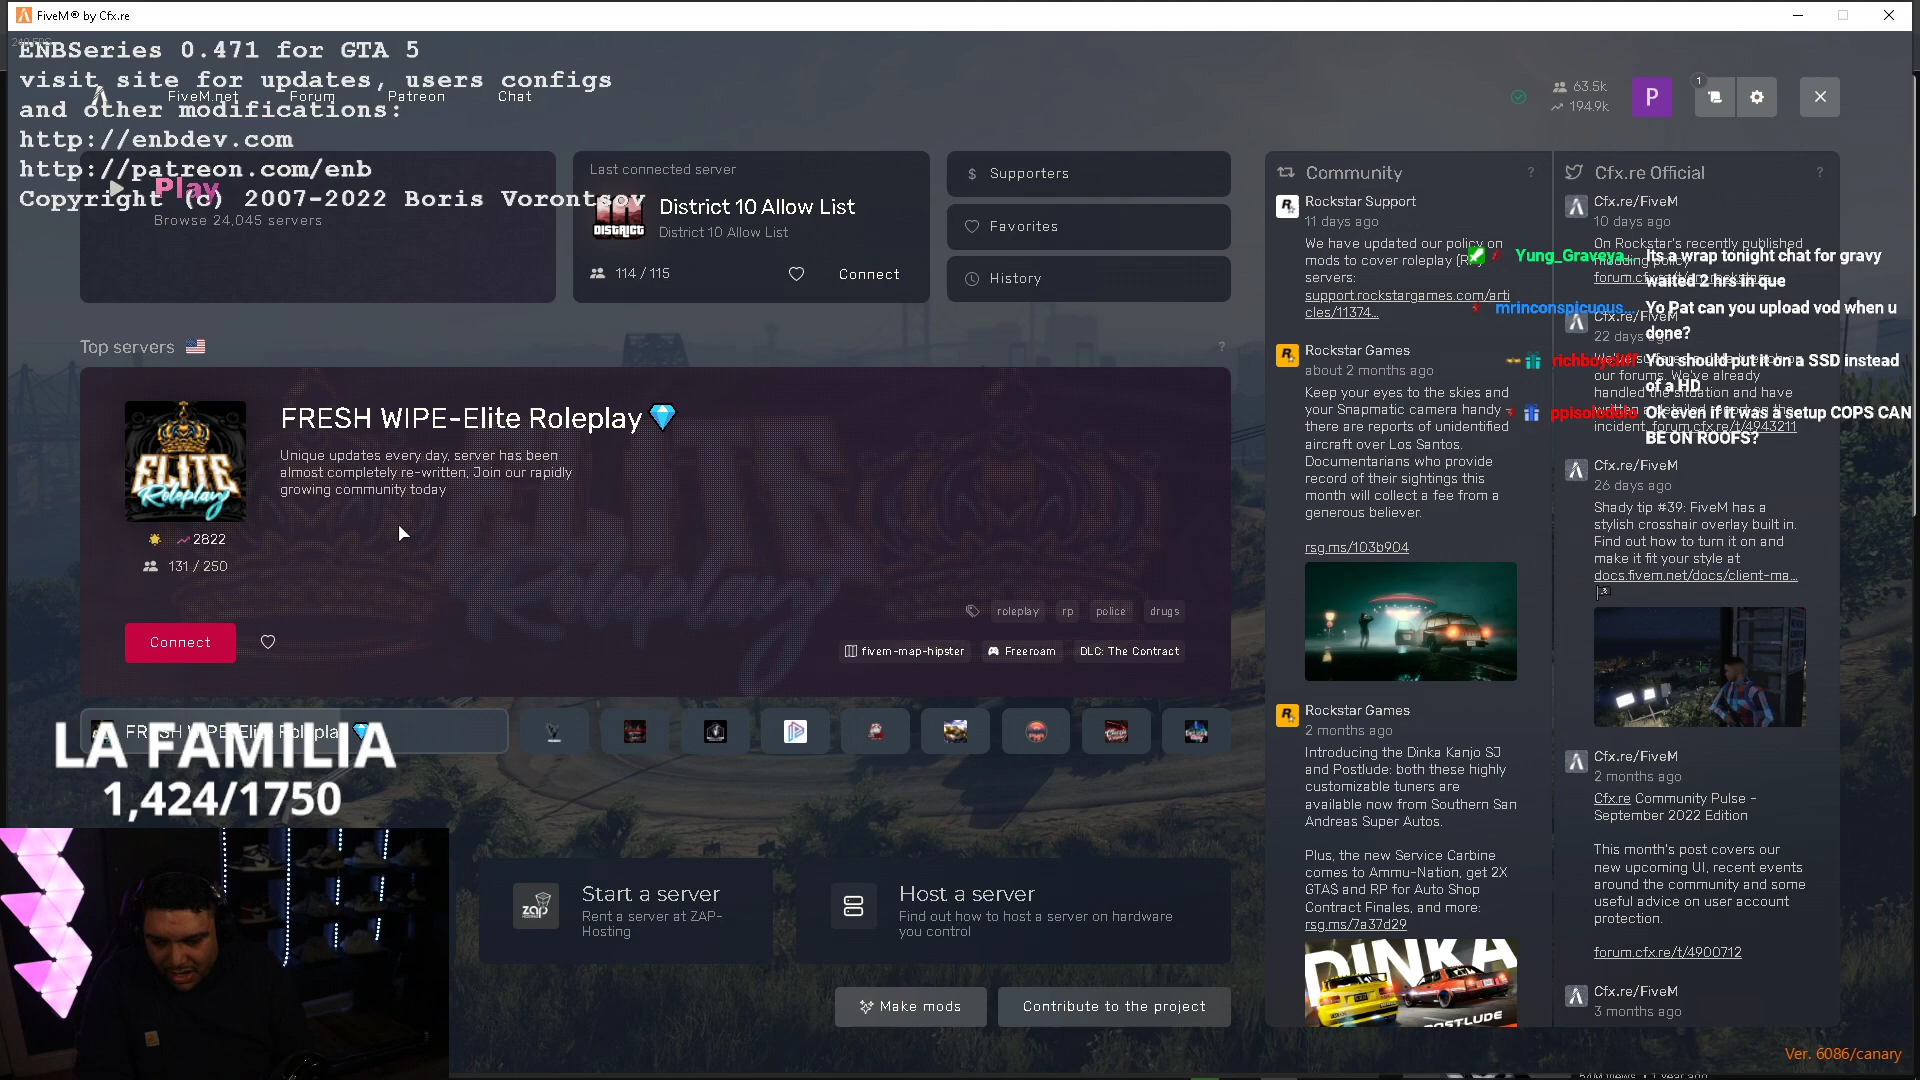 FiveM® by Cfx.re
ENBSeries 0.471 for GTA 5
visit site for updates, users configs
and other modifications:
http://enbdev.com
http://patreon.com/enb
Copyright (c) 2007-2022 Boris Vorontsov
FiveM.net Forum Patreon Chat
63.5k
194.9k
P
1
Play
Browse 24,045 servers
Last connected server
DISTRICT
District 10 Allow List
District 10 Allow List
114 / 115
Connect
Supporters
Favorites
History
Top servers
?
ELITE
Roleplay
FRESH WIPE-Elite Roleplay
Unique updates every day, server has been
almost completely re-written, Join our rapidly
growing community today
2822
131 / 250
Connect
roleplay rp police drugs
fivem-map-hipster Freeroam DLC: The Contract
FRESH WIPE-Elite Rolepla
LA FAMILIA
1,424/1750
zap
Start a server
Rent a server at ZAP-
Hosting
Host a server
Find out how to host a server on hardware
you control
Make mods
Contribute to the project
Community
?
Rockstar Support
11 days ago
We have updated our policy on
mods to cover roleplay
servers:
support.rockstargames.com/arti
cles/11374…
Rockstar Games
about 2 months ago
Keep your eyes to the skies and
your Snapmatic camera handy –
there are reports of unidentified
aircraft over Los Santos.
Documentarians who provide
record of their sightings this
month will collect a fee from a
generous believer.
rsg.ms/103b904
Rockstar Games
2 months ago
Introducing the Dinka Kanjo SJ
and Postlude: both these highly
customizable tuners are
available now from Southern San
Andreas Super Autos.
Plus, the new Service Carbine
comes to Ammu-Nation, get 2X
GTA$ and RP for Auto Shop
Contract Finales, and more:
rsg.ms/7a37d29
DINKA
POSTLUDE
Cfx.re Official
?
Cfx.re/FiveM
10 days ago
On Rockstar's recently published
modding policy
Cfx.re/FiveM
22 days ago
our forums. We've already
handled the situation and have
incident. forum.cfx.re/t/4943211
Cfx.re/FiveM
26 days ago
Shady tip #39: FiveM has a
stylish crosshair overlay built in.
Find out how to turn it on and
make it fit your style at
docs.fivem.net/docs/client-ma…
Cfx.re/FiveM
2 months ago
Cfx.re Community Pulse –
September 2022 Edition
This month's post covers our
new upcoming UI, recent events
around the community and some
useful advice on user account
protection.
forum.cfx.re/t/4900712
Cfx.re/FiveM
3 months ago
Yung_Graveya… Its a wrap tonight chat for gravy
waited 2 hrs in que
mrinconspicuous… Yo Pat can you upload vod when u
done?
richboycliff You should put it on a SSD instead
of a HD
ppisolodolo Ok even if it was a setup COPS CAN
BE ON ROOFS?
Ver. 6086/canary